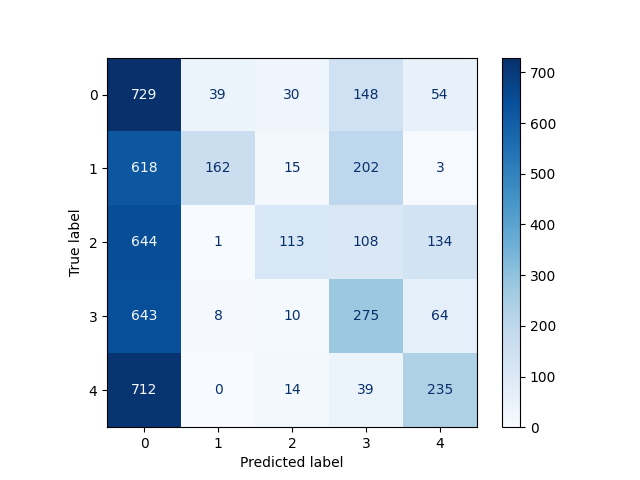 0 729 39 30 148 54
1 618 162 15 202 3
2 644 1 113 108 134
3 643 8 10 275 64
4 712 0 14 39 235
0 1 2 3 4
Predicted label
True label
700
600
500
400
300
200
100
0